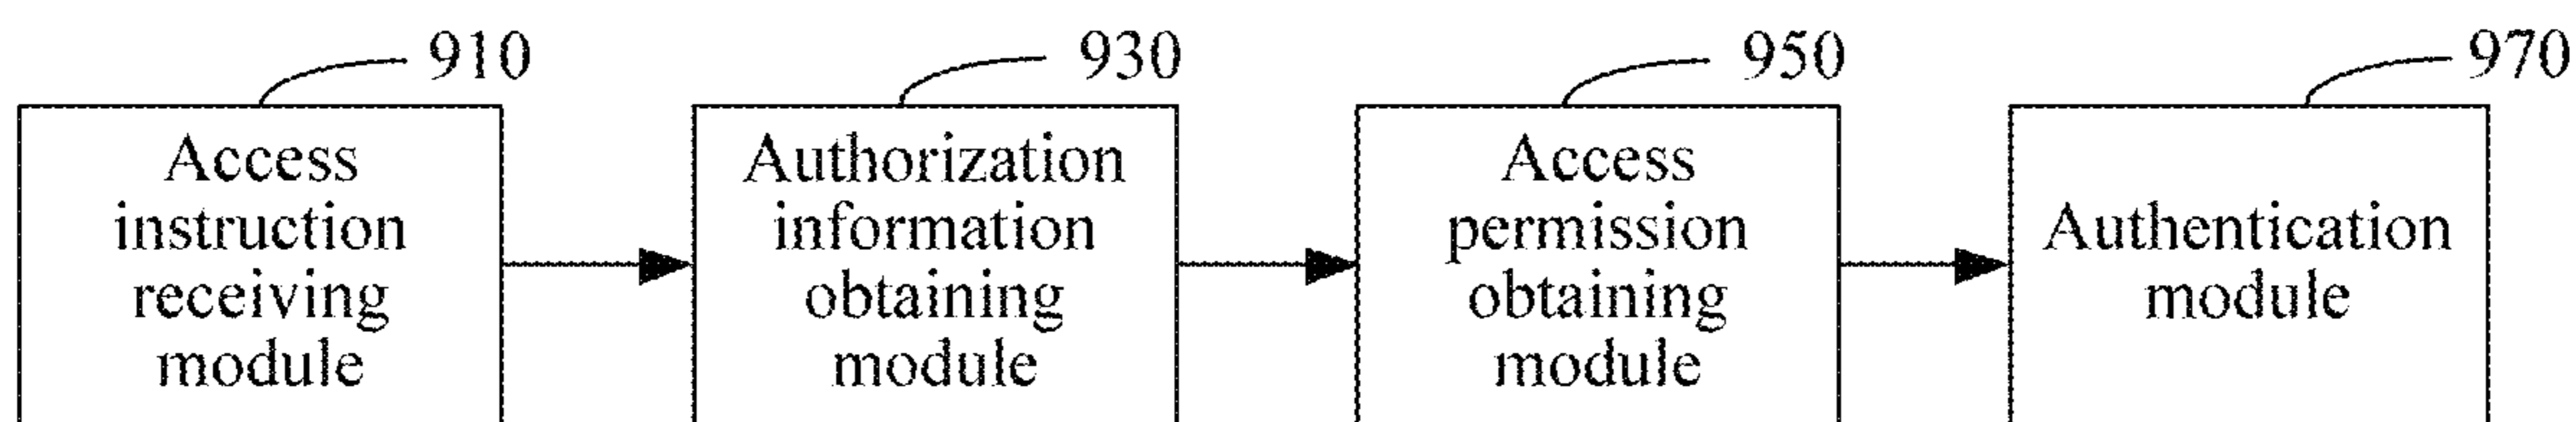 910
930
950
970
Access
instruction
receiving
module
Authorization
information
obtaining
module
Access
permission
obtaining
module
Authentication
module